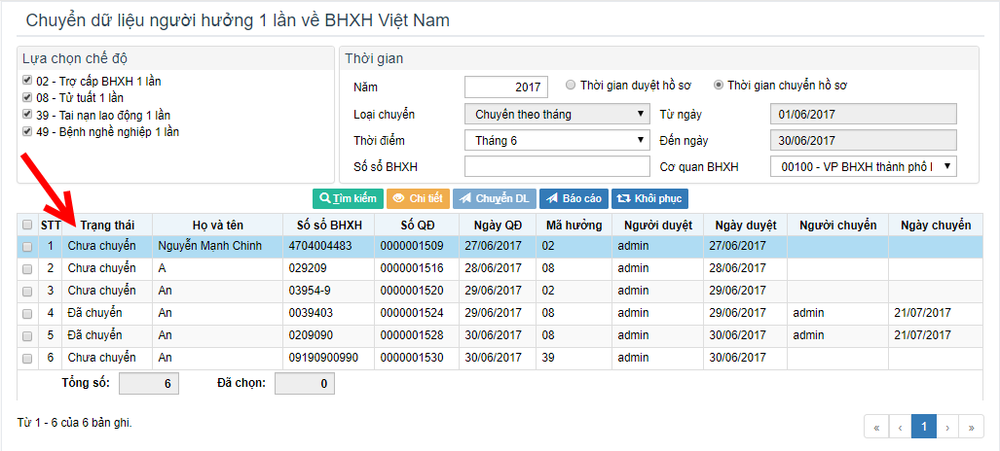 Chuyển dữ liệu người hưởng 1 lần về BHXH Việt Nam
Lựa chọn chế độ
02 - Trợ cấp BHXH 1 lần
08 - Tử tuất 1 lần
39 - Tai nạn lao động 1 lần
49 - Bệnh nghề nghiệp 1 lần
Thời gian
Năm 2017 Thời gian duyệt hồ sơ Thời gian chuyển hồ sơ
Loại chuyển Chuyển theo tháng Từ ngày 01/06/2017
Thời điểm Tháng 6 Đến ngày 30/06/2017
Số sổ BHXH Cơ quan BHXH 00100 - VP BHXH thành phố
Tìm kiếm Chi tiết Chuyển DL Báo cáo Khôi phục
STT Trạng thái Họ và tên Số sổ BHXH Số QĐ Ngày QĐ Mã hưởng Người duyệt Ngày duyệt Người chuyển Ngày chuyển
1 Chưa chuyển Nguyễn Mạnh Chinh 4704004483 0000001509 27/06/2017 02 admin 27/06/2017
2 Chưa chuyển A 029209 0000001516 28/06/2017 08 admin 28/06/2017
3 Chưa chuyển An 03954-9 0000001520 29/06/2017 02 admin 29/06/2017
4 Đã chuyển An 0039403 0000001524 29/06/2017 08 admin 29/06/2017 admin 21/07/2017
5 Đã chuyển An 0209090 0000001528 30/06/2017 08 admin 30/06/2017 admin 21/07/2017
6 Chưa chuyển An 09190900990 0000001530 30/06/2017 39 admin 30/06/2017
Tổng số: 6 Đã chọn: 0
Từ 1 - 6 của 6 bản ghi.
« ‹ 1 › »